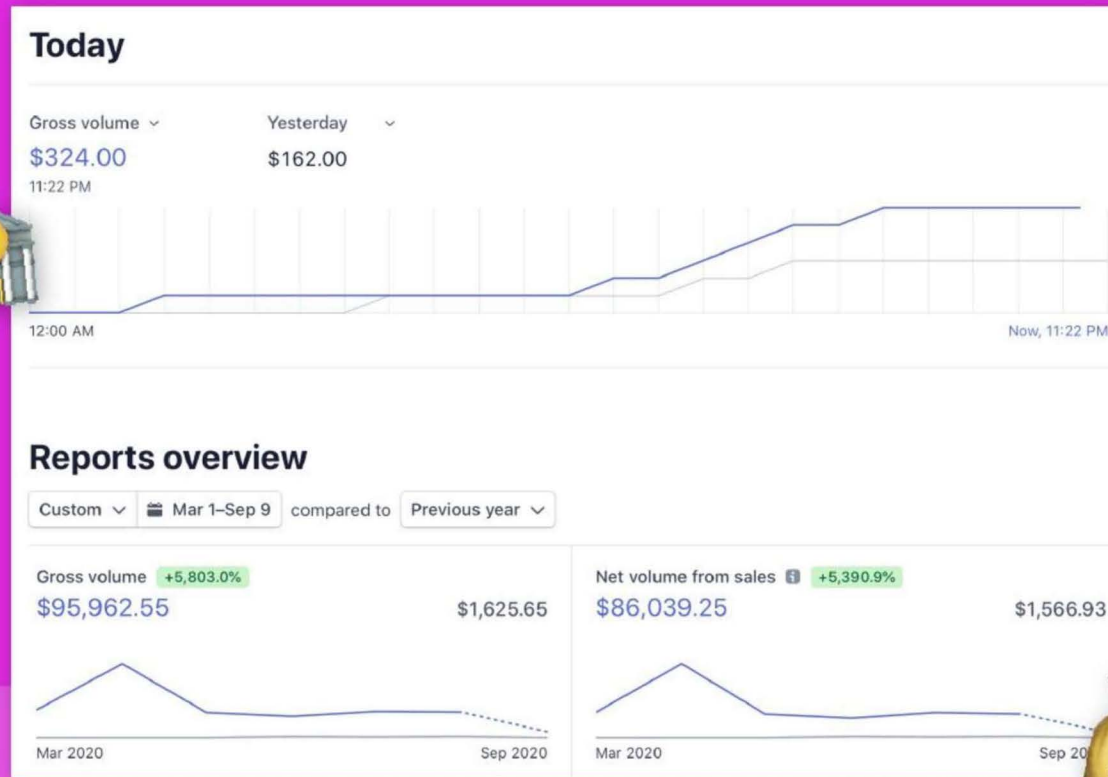 Today
Gross volume Yesterday
$324.00 $162.00
11:22 PM
12:00 AM Now, 11:22 PM
Reports overview
Custom Mar 1–Sep 9 compared to Previous year
Gross volume +5,803.0% Net volume from sales +5,390.9%
$95,962.55 $1,625.65 $86,039.25 $1,566.93
Mar 2020 Sep 2020 Mar 2020 Sep 20